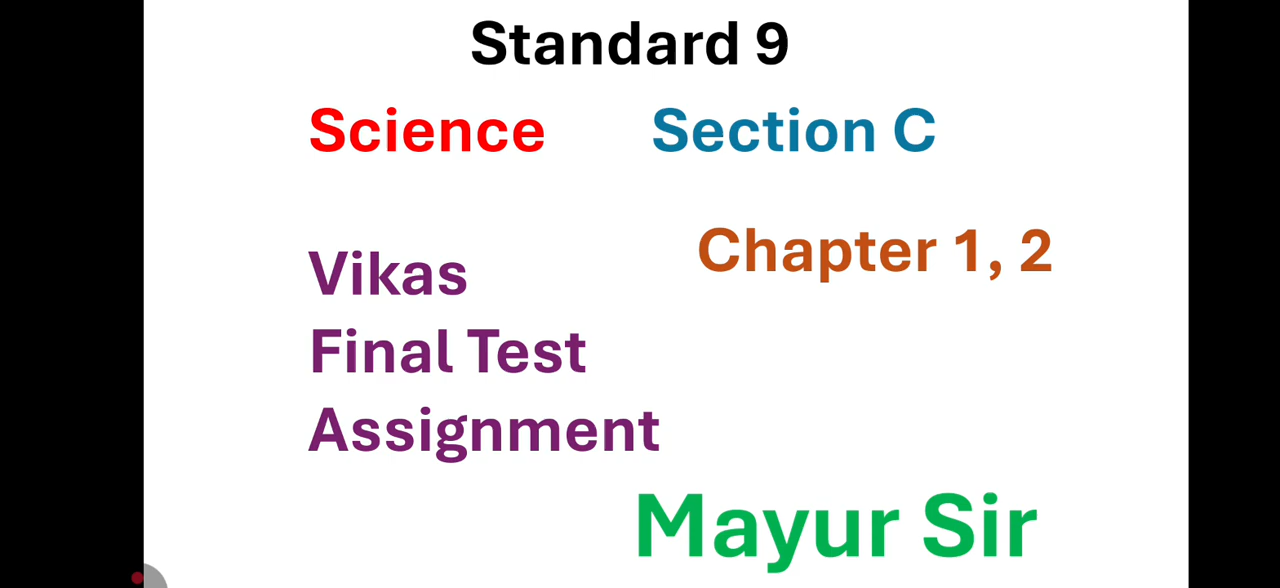 Standard 9
Science Section C
Chapter 1, 2
Vikas
Final Test
Assignment
Mayur Sir